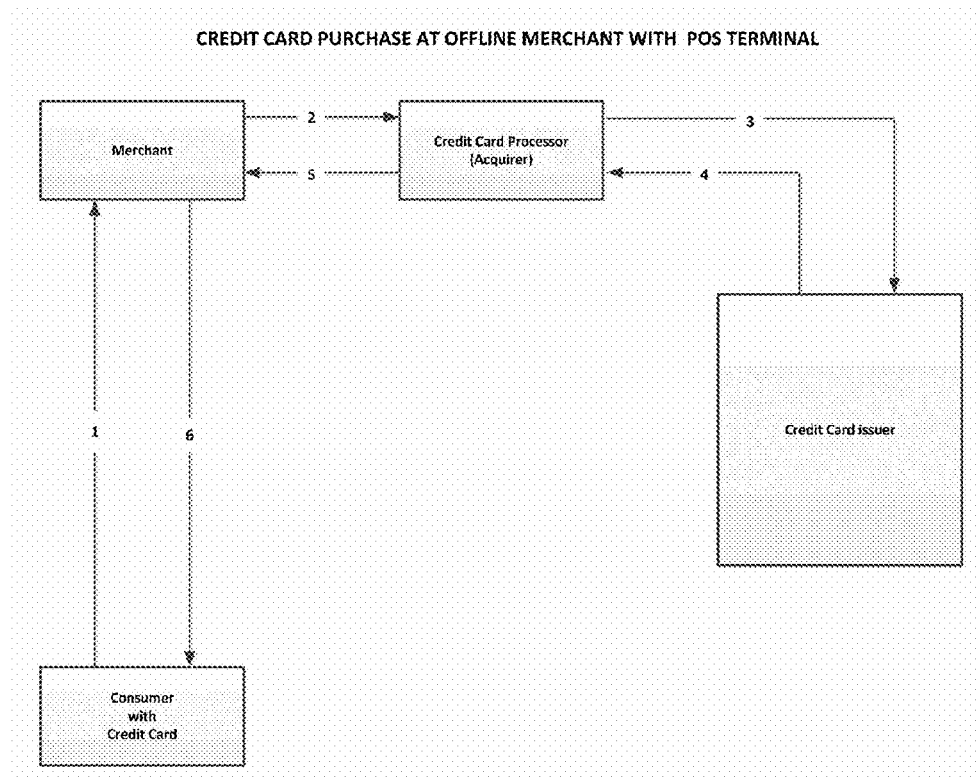 CREDIT CARD PURCHASE AT OFFLINE MERCHANT WITH POS TERMINAL
2
3
Merchant
Credit Card Processor
(Acquirer)
5
4
Credit Card issuer
1
6
Consumer
with
Credit Card